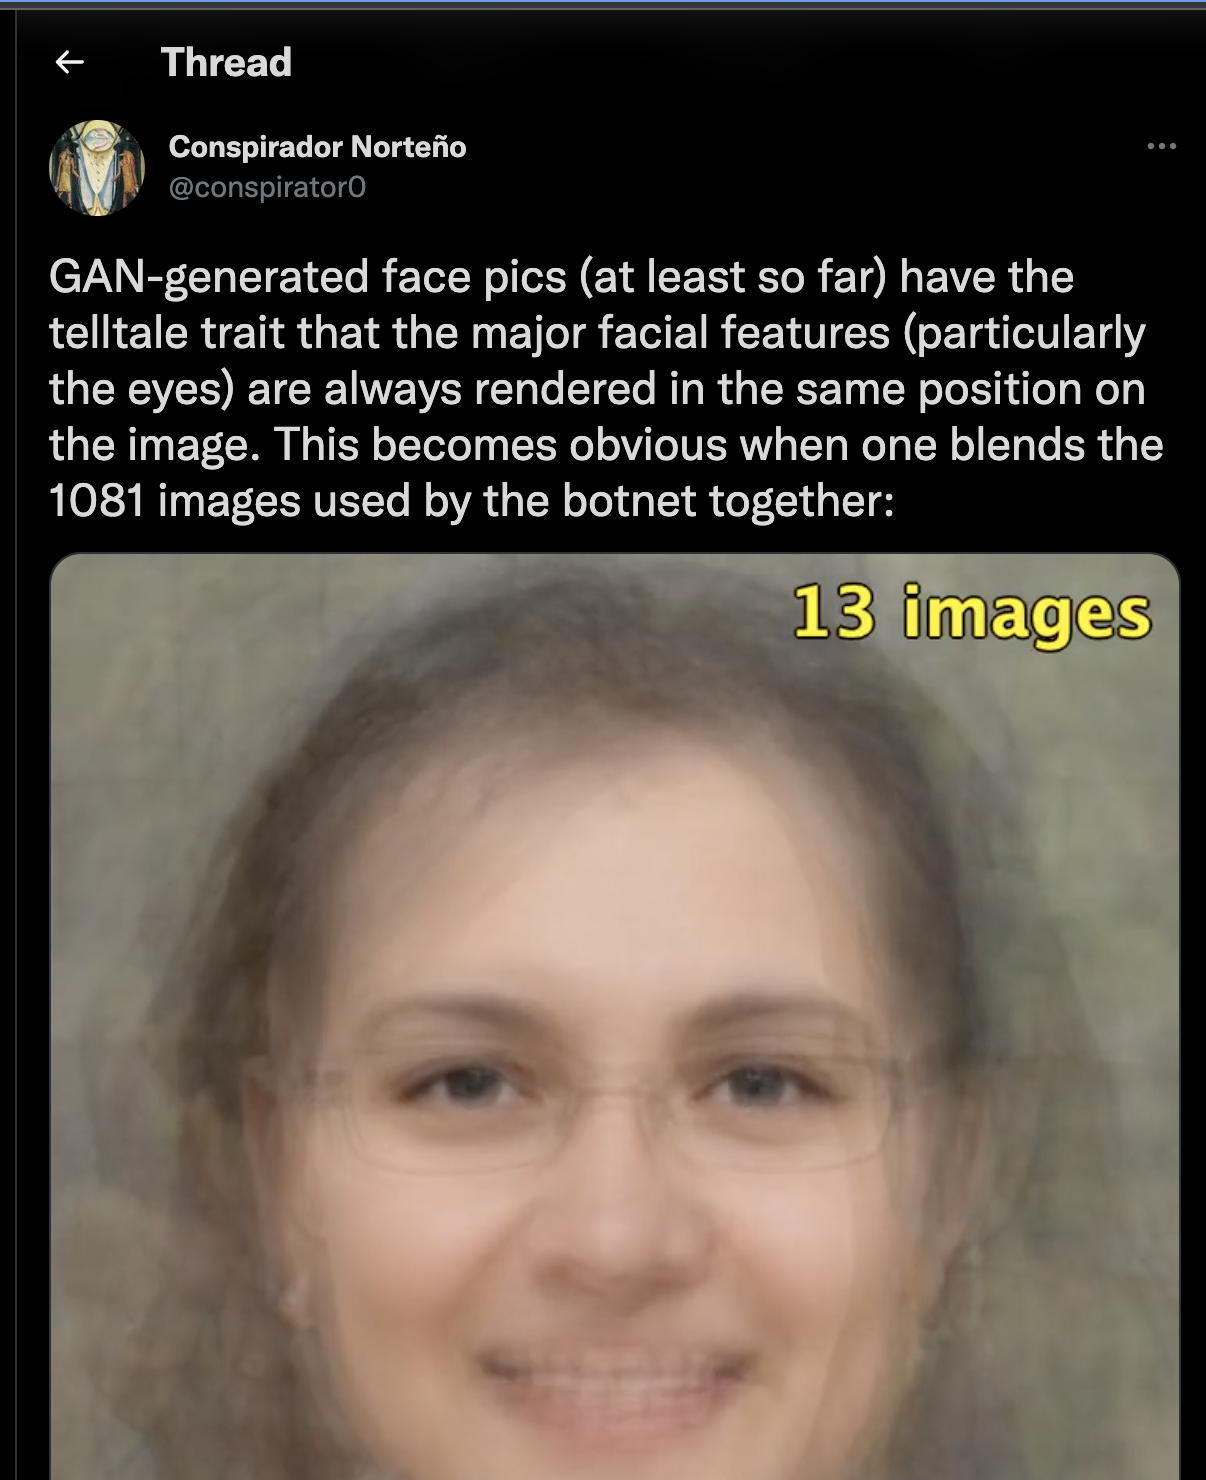 Thread
Conspirador Norteño
@conspirator0
GAN-generated face pics (at least so far) have the
telltale trait that the major facial features (particularly
the eyes) are always rendered in the same position on
the image. This becomes obvious when one blends the
1081 images used by the botnet together:
13 images